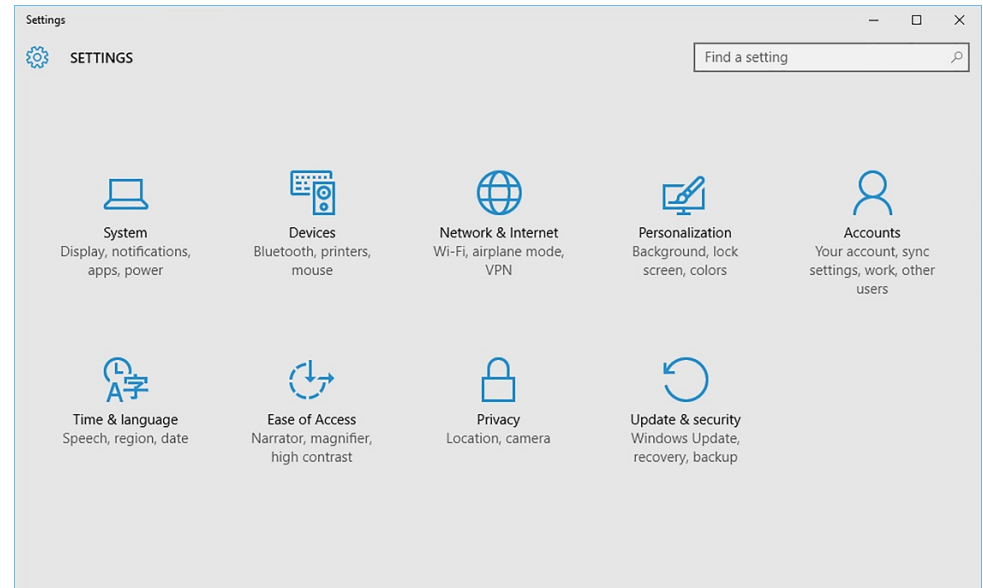 Settings
SETTINGS
Find a setting
System
Display, notifications,
apps, power
Devices
Bluetooth, printers,
mouse
Network & Internet
Wi-Fi, airplane mode,
VPN
Personalization
Background, lock
screen, colors
Accounts
Your account, sync
settings, work, other
users
A字
Time & language
Speech, region, date
Ease of Access
Narrator, magnifier,
high contrast
Privacy
Location, camera
Update & security
Windows Update,
recovery, backup